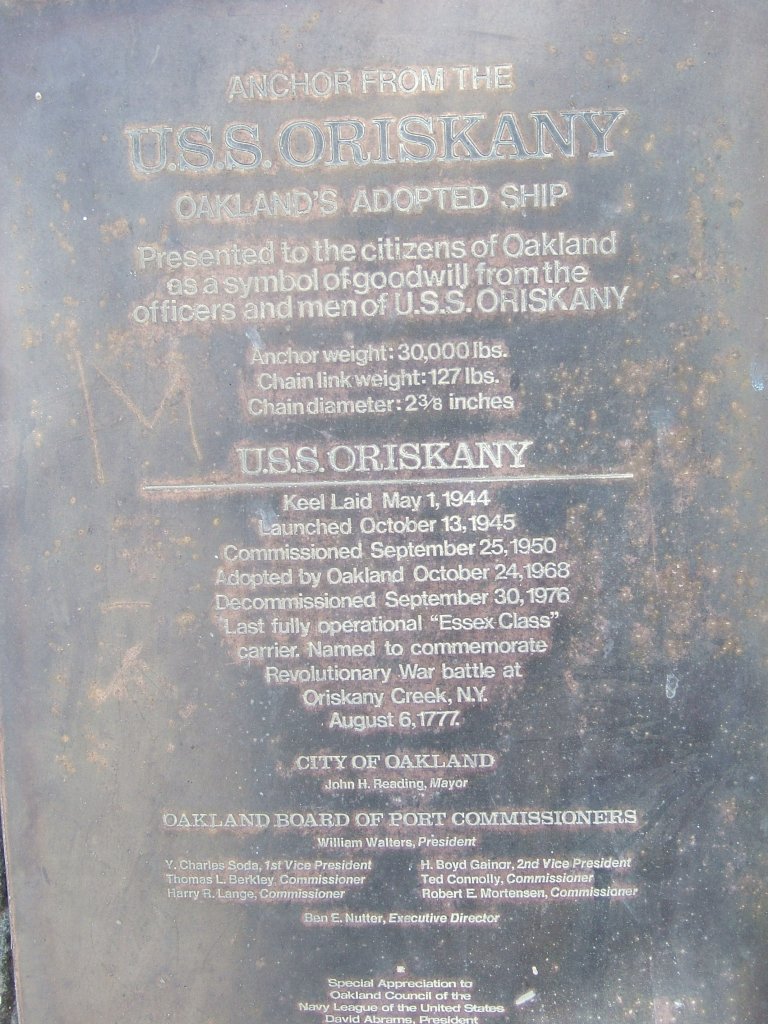 ANCHOR FROM THE
U.S.S. ORISKANY
OAKLAND'S ADOPTED SHIP
Presented to the citizens of Oakland
as a symbol of goodwill from the
officers and men of U.S.S. ORISKANY
Anchor weight: 30,000 lbs.
Chain link weight: 127 lbs.
Chain diameter: 2 3/8 inches
U.S.S. ORISKANY
Keel Laid May 1, 1944
Launched October 13, 1945
Commissioned September 25, 1950
Adopted by Oakland October 24, 1968
Decommissioned September 30, 1976
Last fully operational "Essex Class"
carrier. Named to commemorate
Revolutionary War battle at
Oriskany Creek, N.Y.
August 6, 1777.
CITY OF OAKLAND
John H. Reading, Mayor
OAKLAND BOARD OF PORT COMMISSIONERS
William Walters, President
Y. Charles Soda, 1st Vice President H. Boyd Gainor, 2nd Vice President
Thomas L. Berkley, Commissioner Ted Connolly, Commissioner
Harry R. Lange, Commissioner Robert E. Mortensen, Commissioner
Ben E. Nutter, Executive Director
Special Appreciation to
Oakland Council of the
Navy League of the United States
David Abrams, President
M